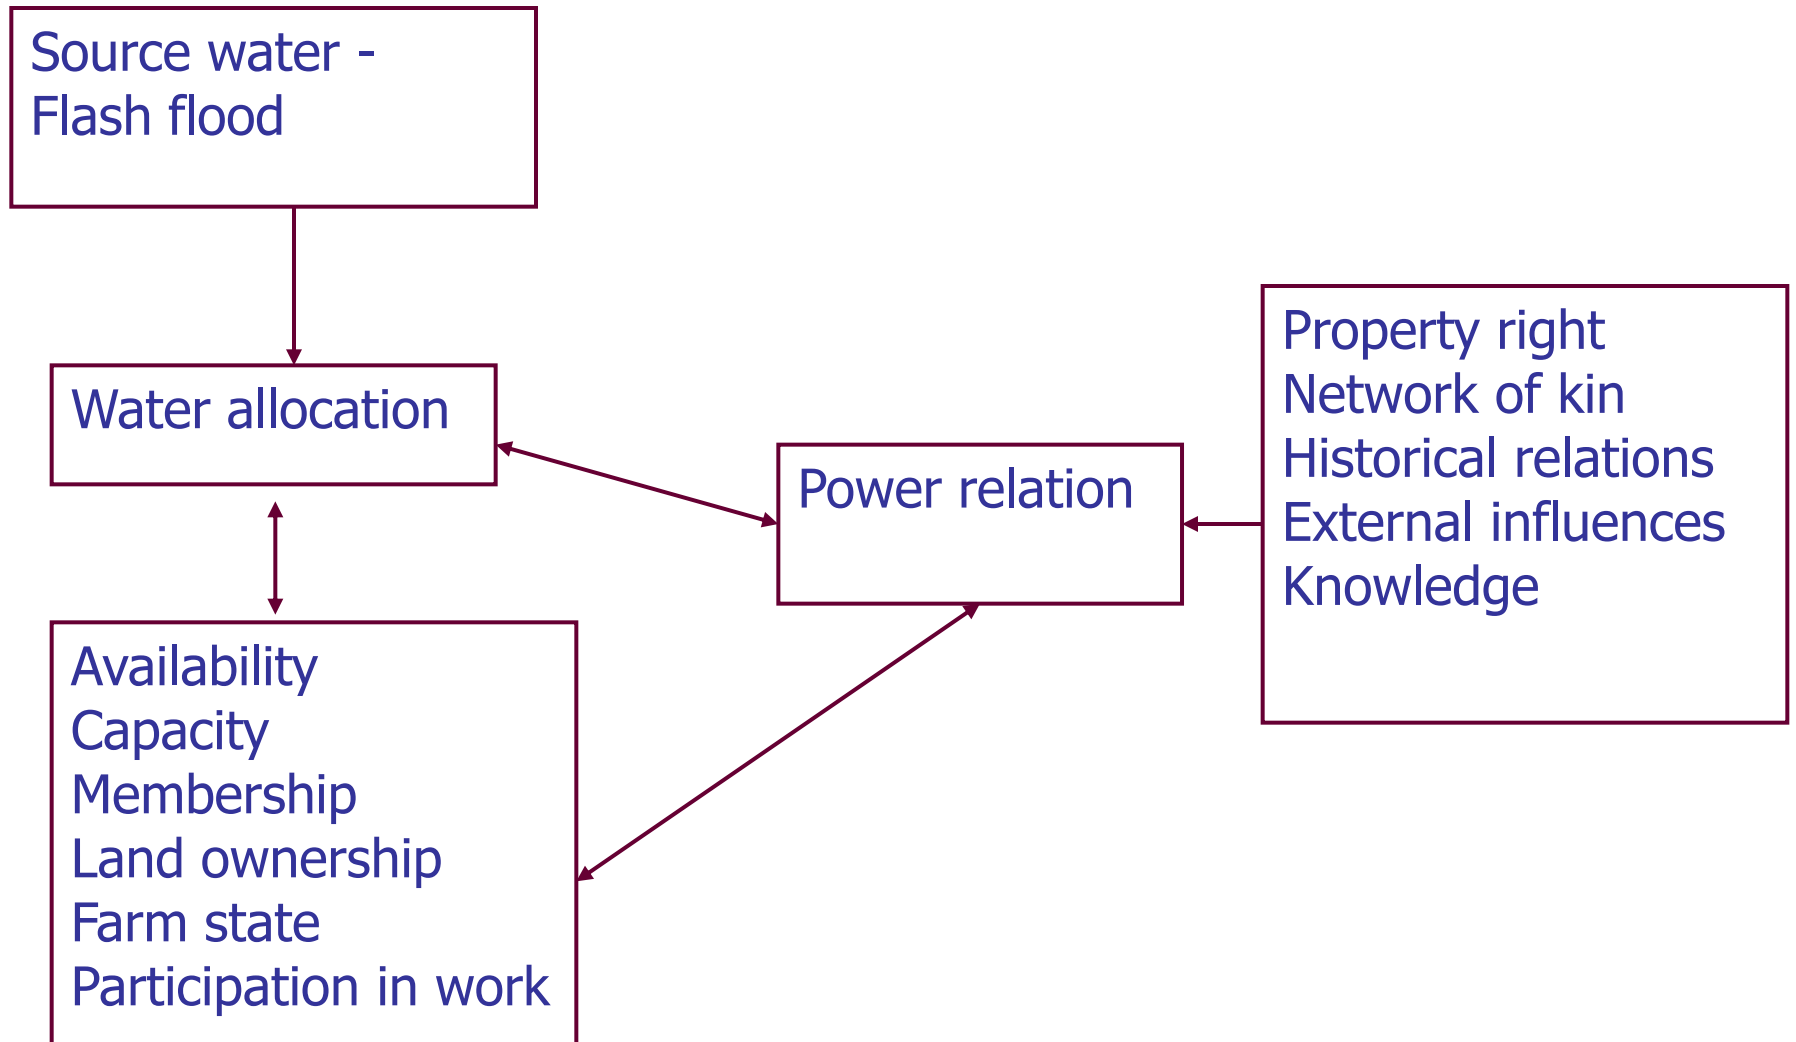 Source water -
Flash flood
Water allocation
Power relation
Property right
Network of kin
Historical relations
External influences
Knowledge
Availability
Capacity
Membership
Land ownership
Farm state
Participation in work